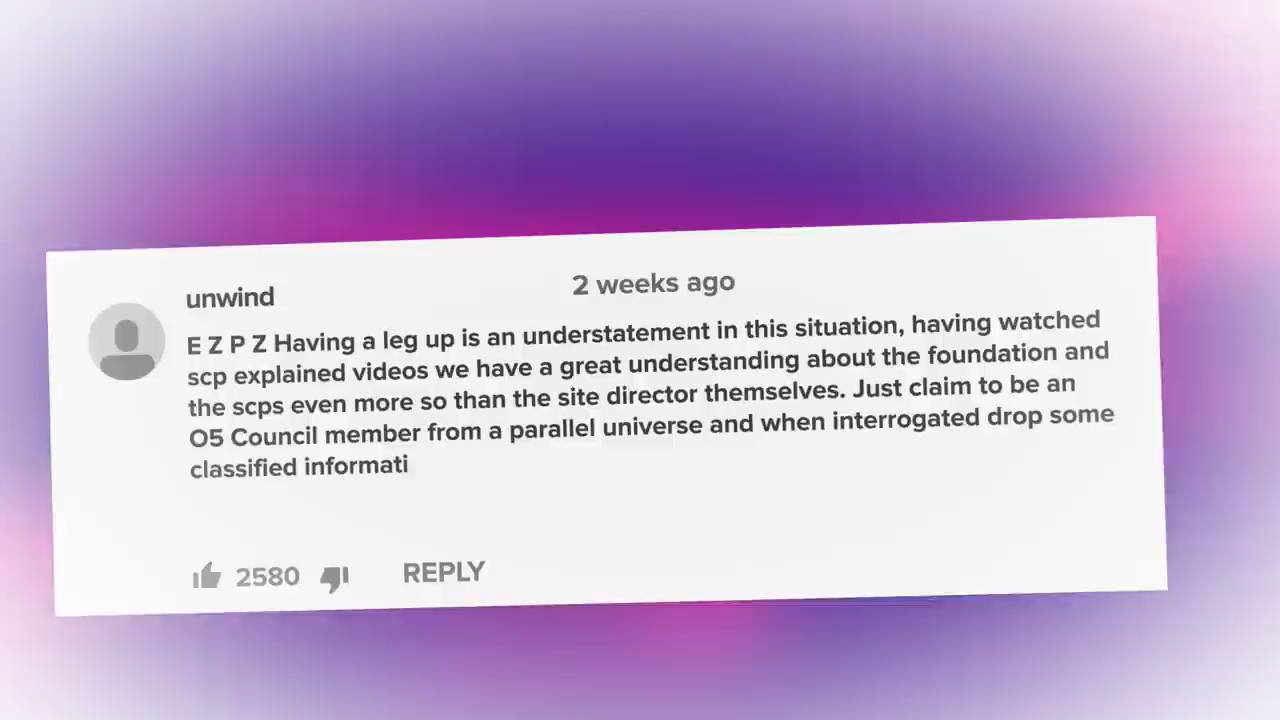 unwind
2 weeks ago
E Z P Z Having a leg up is an understatement in this situation, having watched
scp explained videos we have a great understanding about the foundation and
the scps even more so than the site director themselves. Just claim to be an
O5 Council member from a parallel universe and when interrogated drop some
classified informati
2580
REPLY